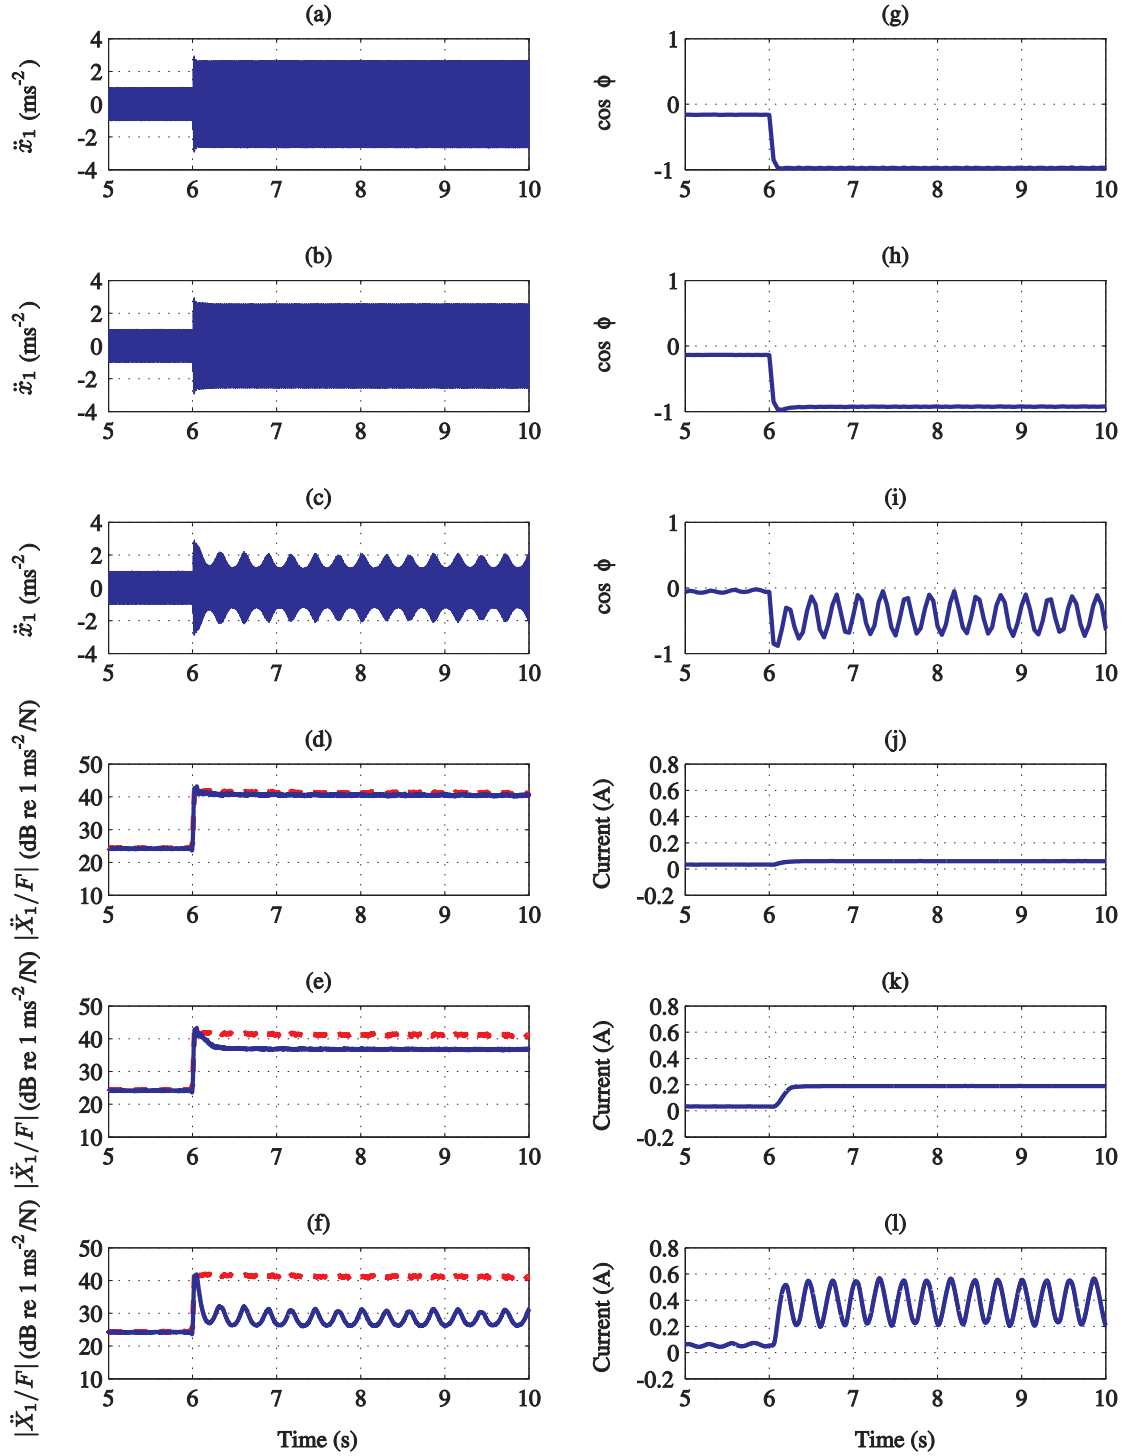 (a)
ẍ1 (ms-2)
4
2
0
-2
-4
5 6 7 8 9 10
(g)
cos ϕ
1
0
-1
5 6 7 8 9 10
(b)
ẍ1 (ms-2)
4
2
0
-2
-4
5 6 7 8 9 10
(h)
cos ϕ
1
0
-1
5 6 7 8 9 10
(c)
ẍ1 (ms-2)
4
2
0
-2
-4
5 6 7 8 9 10
(i)
cos ϕ
1
0
-1
5 6 7 8 9 10
(d)
|Ẍ1/F| (dB re 1 ms-2/N)
50
40
30
20
10
5 6 7 8 9 10
(j)
Current (A)
0.8
0.6
0.4
0.2
0
-0.2
5 6 7 8 9 10
(e)
|Ẍ1/F| (dB re 1 ms-2/N)
50
40
30
20
10
5 6 7 8 9 10
(k)
Current (A)
0.8
0.6
0.4
0.2
0
-0.2
5 6 7 8 9 10
(f)
|Ẍ1/F| (dB re 1 ms-2/N)
50
40
30
20
10
5 6 7 8 9 10
Time (s)
(l)
Current (A)
0.8
0.6
0.4
0.2
0
-0.2
5 6 7 8 9 10
Time (s)